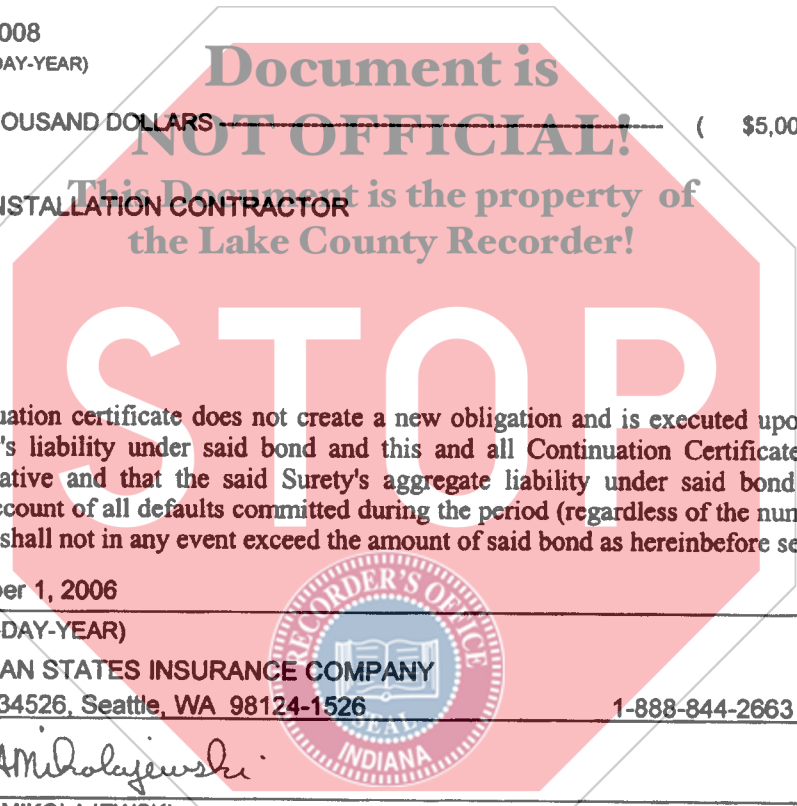 008
DAY-YEAR)
Document is
OUSAND DOLLARS ( $5,00
NOT OFFICIAL!
This Document is the property of
NSTALLATION CONTRACTOR
the Lake County Recorder!
STOP
uation certificate does not create a new obligation and is executed upo
's liability under said bond and this and all Continuation Certificate
ative and that the said Surety's aggregate liability under said bond
ccount of all defaults committed during the period (regardless of the num
shall not in any event exceed the amount of said bond as hereinbefore se
er 1, 2006
-DAY-YEAR)
AN STATES INSURANCE COMPANY
34526, Seattle, WA 98124-1526 1-888-844-2663
RECORDER'S OFFICE
SEAL
INDIANA
AMikolajewski
MIKOLAJEWSKI